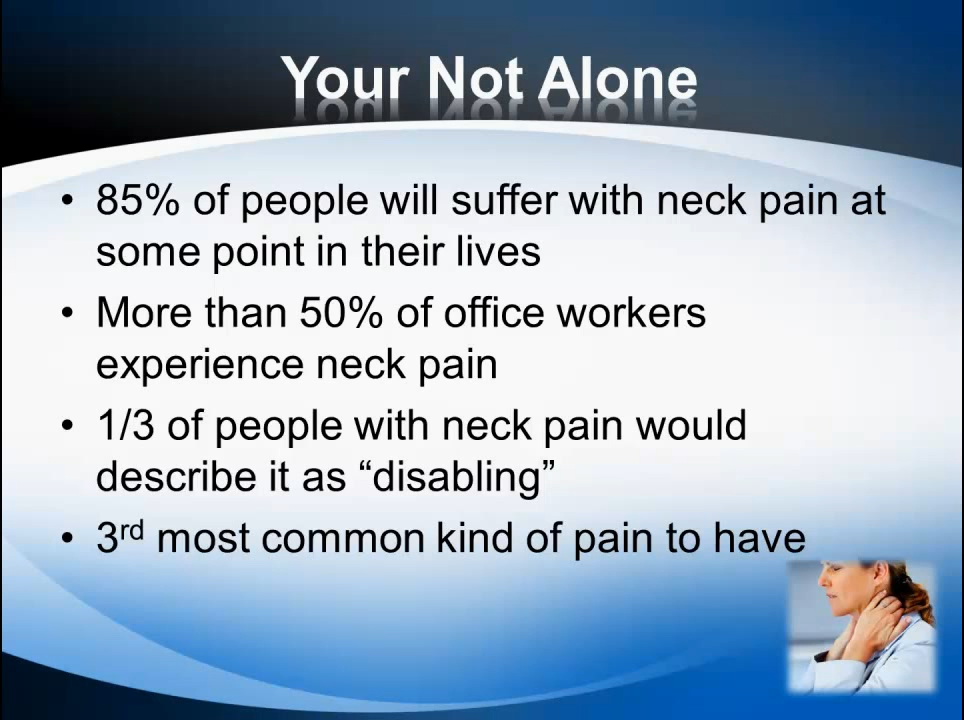 Your Not Alone
• 85% of people will suffer with neck pain at
some point in their lives
• More than 50% of office workers
experience neck pain
• 1/3 of people with neck pain would
describe it as “disabling”
• 3rd most common kind of pain to have